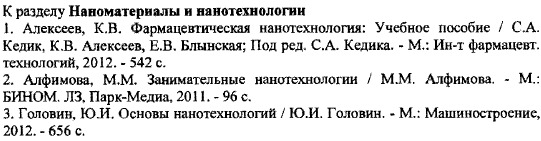 К разделу Наноматериалы и нанотехнологии
1. Алексеев, К.В. Фармацевтическая нанотехнология: Учебное пособие / С.А.
Кедик, К.В. Алексеев, Е.В. Блынская; Под ред. С.А. Кедика. - М.: Ин-т фармацевт.
технологий, 2012. - 542 c.
2. Алфимова, М.М. Занимательные нанотехнологии / М.М. Алфимова. - М.:
БИНОМ. ЛЗ, Парк-Медиа, 2011. - 96 c.
3. Головин, Ю.И. Основы нанотехнологий / Ю.И. Головин. - М.: Машиностроение,
2012. - 656 c.